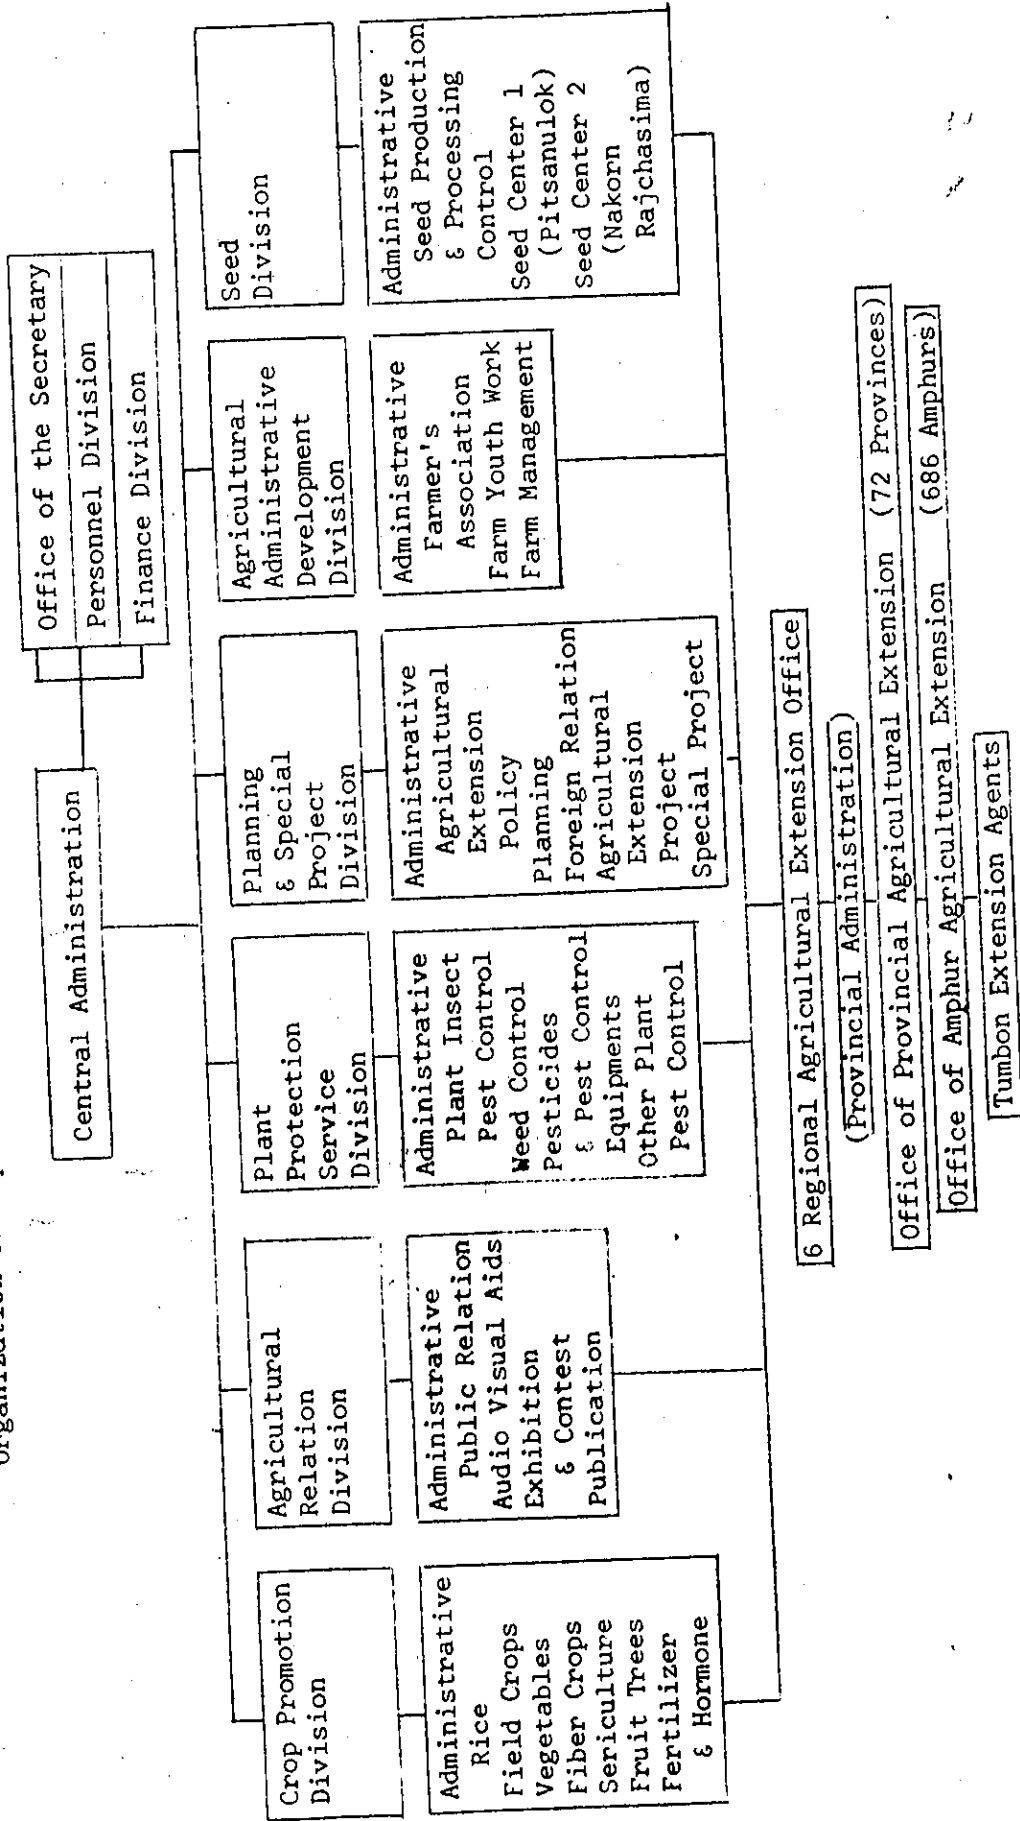 Organization
Central Administration
Office of the Secretary
Personnel Division
Finance Division
Crop Promotion
Division
Agricultural
Relation
Division
Plant
Protection
Service
Division
Planning
& Special
Project
Division
Agricultural
Administrative
Development
Division
Seed
Division
Administrative
Rice
Field Crops
Vegetables
Fiber Crops
Sericulture
Fruit Trees
Fertilizer
& Hormone
Administrative
Public Relation
Audio Visual Aids
Exhibition
& Contest
Publication
Administrative
Plant Insect
Pest Control
Weed Control
Pesticides
& Pest Control
Equipments
Other Plant
Pest Control
Administrative
Agricultural
Extension
Policy
Planning
Foreign Relation
Agricultural
Extension
Project
Special Project
Administrative
Farmer's
Association
Farm Youth Work
Farm Management
Administrative
Seed Production
& Processing
Control
Seed Center 1
(Pitsanulok)
Seed Center 2
(Nakorn
Rajchasima)
6 Regional Agricultural Extension Office
(Provincial Administration)
Office of Provincial Agricultural Extension (72 Provinces)
Office of Amphur Agricultural Extension (686 Amphurs)
Tumbon Extension Agents